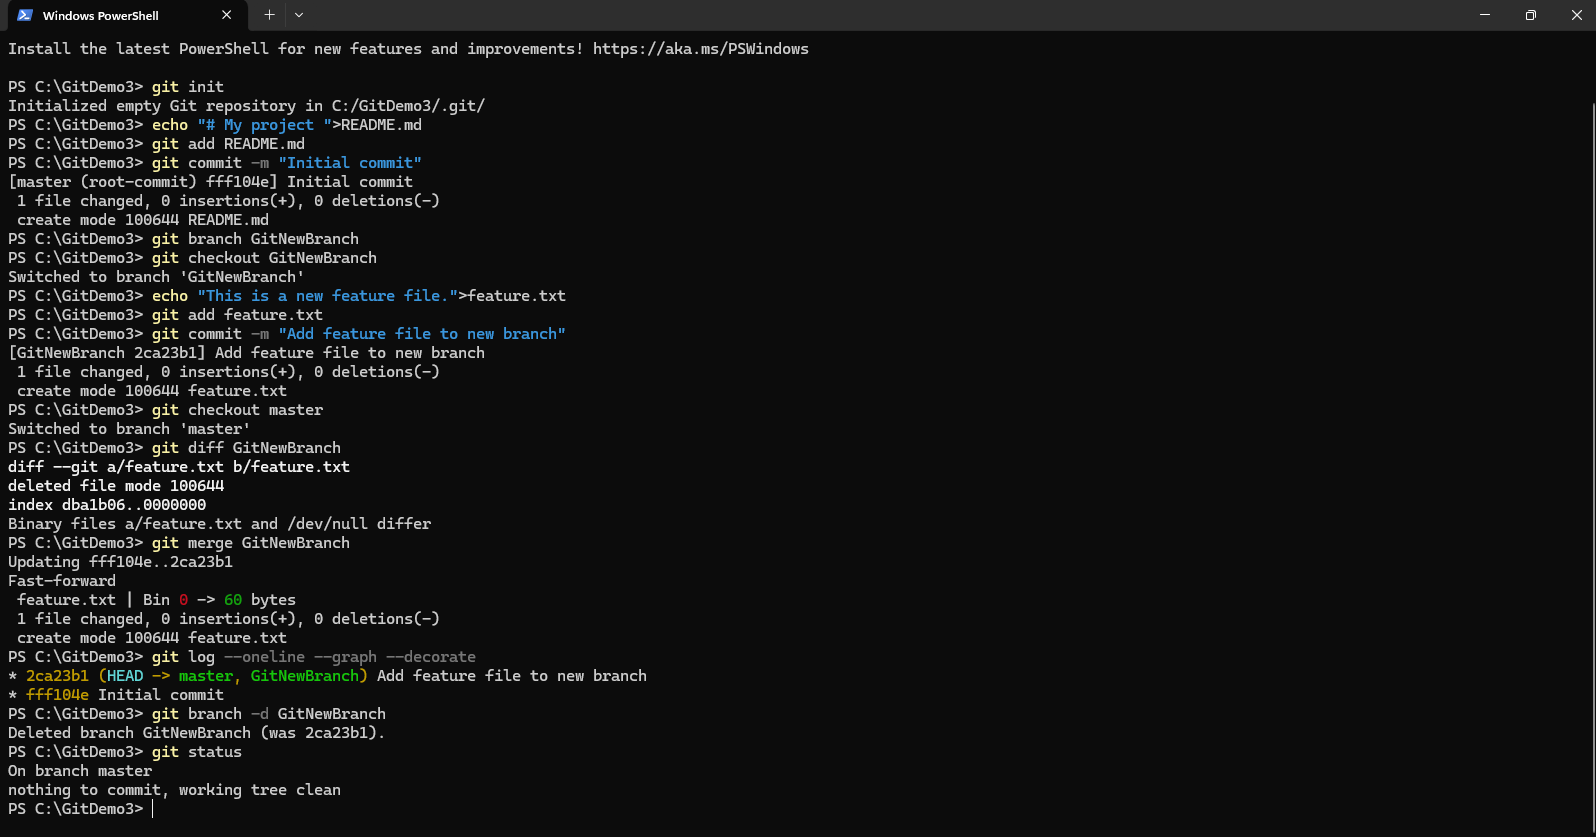 Windows PowerShell
Install the latest PowerShell for new features and improvements! https://aka.ms/PSWindows
PS C:\GitDemo3> git init
Initialized empty Git repository in C:/GitDemo3/.git/
PS C:\GitDemo3> echo "# My project ">README.md
PS C:\GitDemo3> git add README.md
PS C:\GitDemo3> git commit -m "Initial commit"
[master (root-commit) fff104e] Initial commit
 1 file changed, 0 insertions(+), 0 deletions(-)
 create mode 100644 README.md
PS C:\GitDemo3> git branch GitNewBranch
PS C:\GitDemo3> git checkout GitNewBranch
Switched to branch 'GitNewBranch'
PS C:\GitDemo3> echo "This is a new feature file.">feature.txt
PS C:\GitDemo3> git add feature.txt
PS C:\GitDemo3> git commit -m "Add feature file to new branch"
[GitNewBranch 2ca23b1] Add feature file to new branch
 1 file changed, 0 insertions(+), 0 deletions(-)
 create mode 100644 feature.txt
PS C:\GitDemo3> git checkout master
Switched to branch 'master'
PS C:\GitDemo3> git diff GitNewBranch
diff --git a/feature.txt b/feature.txt
deleted file mode 100644
index dba1b06..0000000
Binary files a/feature.txt and /dev/null differ
PS C:\GitDemo3> git merge GitNewBranch
Updating fff104e..2ca23b1
Fast-forward
 feature.txt | Bin 0 -> 60 bytes
 1 file changed, 0 insertions(+), 0 deletions(-)
 create mode 100644 feature.txt
PS C:\GitDemo3> git log --oneline --graph --decorate
* 2ca23b1 (HEAD -> master, GitNewBranch) Add feature file to new branch
* fff104e Initial commit
PS C:\GitDemo3> git branch -d GitNewBranch
Deleted branch GitNewBranch (was 2ca23b1).
PS C:\GitDemo3> git status
On branch master
nothing to commit, working tree clean
PS C:\GitDemo3>